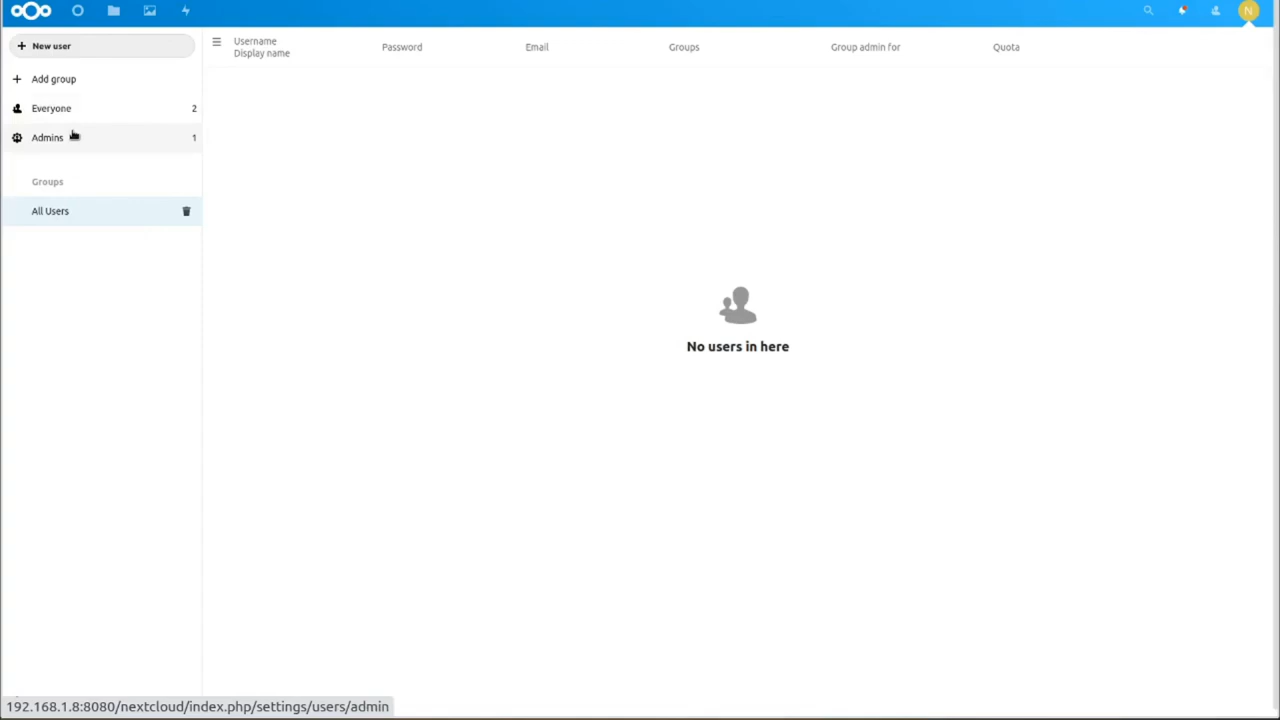 N
New user
Username
Display name
Password
Email
Groups
Group admin for
Quota
Add group
Everyone 2
Admins 1
Groups
All Users
No users in here
192.168.1.8:8080/nextcloud/index.php/settings/users/admin